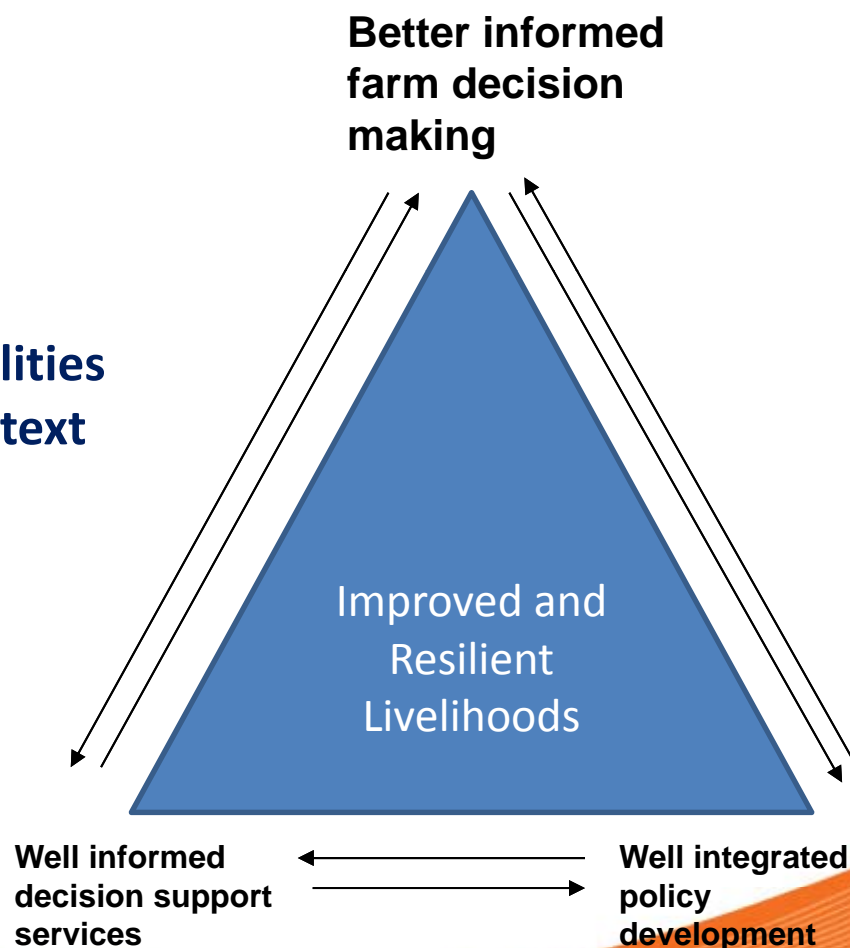 Better informed
farm decision
making
lities
text
Improved and
Resilient
Livelihoods
Well informed
decision support
services
Well integrated
policy
development